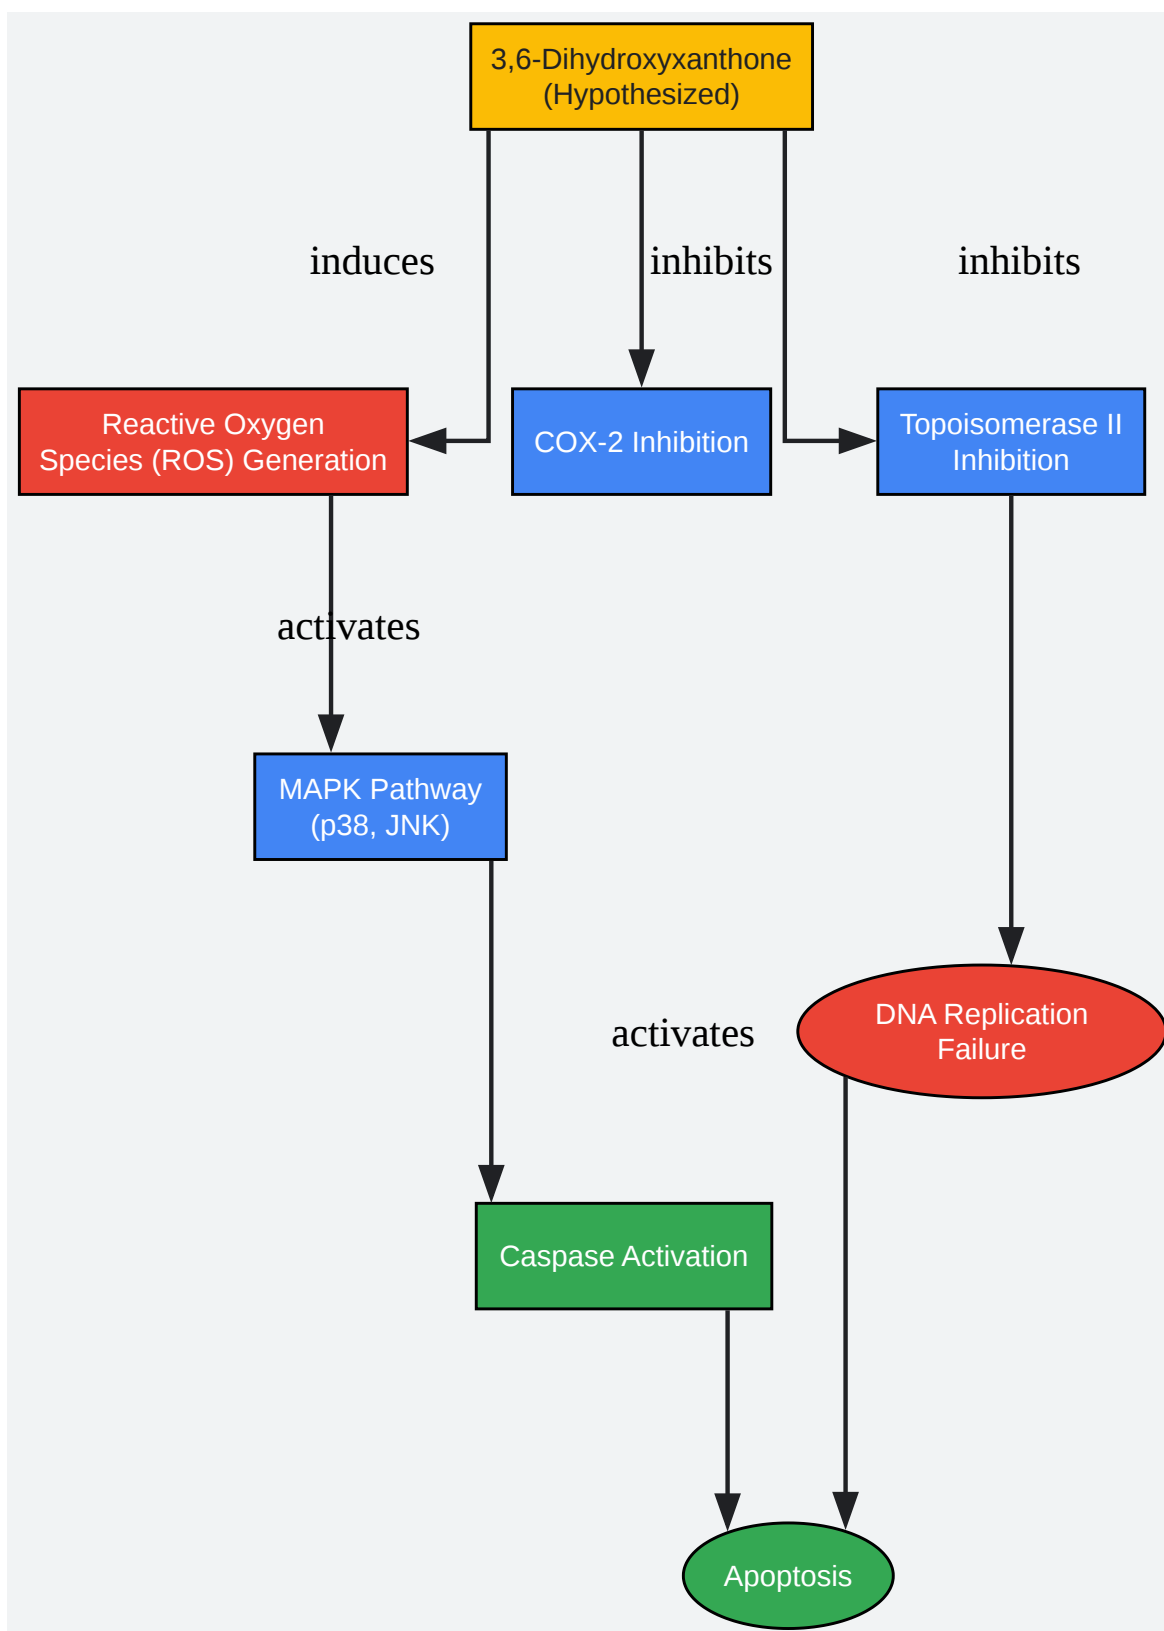 3,6-Dihydroxyxanthone
(Hypothesized)
induces
inhibits
inhibits
Reactive Oxygen
Species (ROS) Generation
COX-2 Inhibition
Topoisomerase II
Inhibition
activates
MAPK Pathway
(p38, JNK)
activates
DNA Replication
Failure
Caspase Activation
Apoptosis